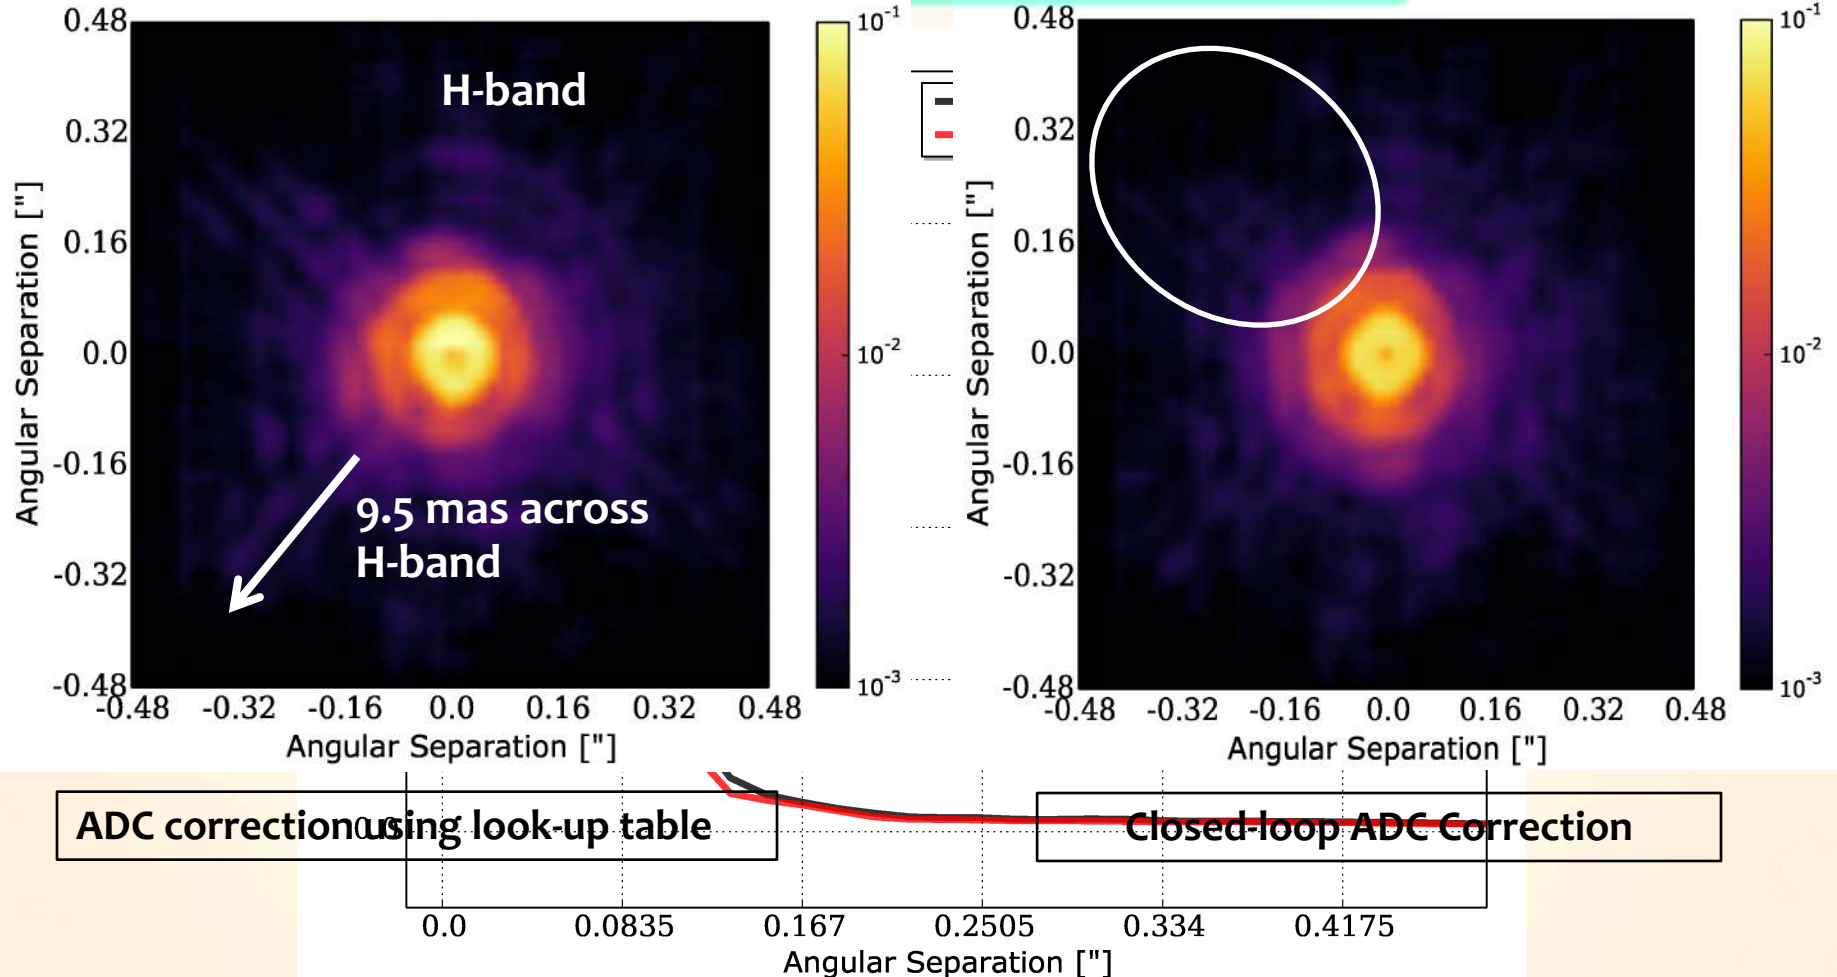 0.48
0.32
0.16
0.0
-0.16
-0.32
-0.48
Angular Separation ["]
H-band
9.5 mas across
H-band
-0.48 -0.32 -0.16 0.0 0.16 0.32 0.48
Angular Separation ["]
10-1
10-2
10-3
0.48
0.32
0.16
0.0
-0.16
-0.32
-0.48
Angular Separation ["]
-0.48 -0.32 -0.16 0.0 0.16 0.32 0.48
Angular Separation ["]
10-1
10-2
10-3
ADC correction using look-up table
Closed-loop ADC Correction
0.0 0.0835 0.167 0.2505 0.334 0.4175
Angular Separation ["]